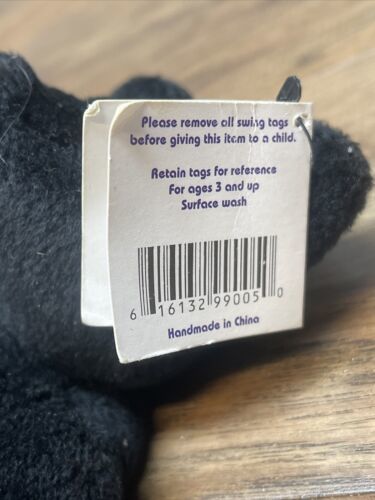 Please remove all swing tags
before giving this item to a child.
Retain tags for reference
For ages 3 and up
Surface wash
6 16132 99005 0
Handmade in China